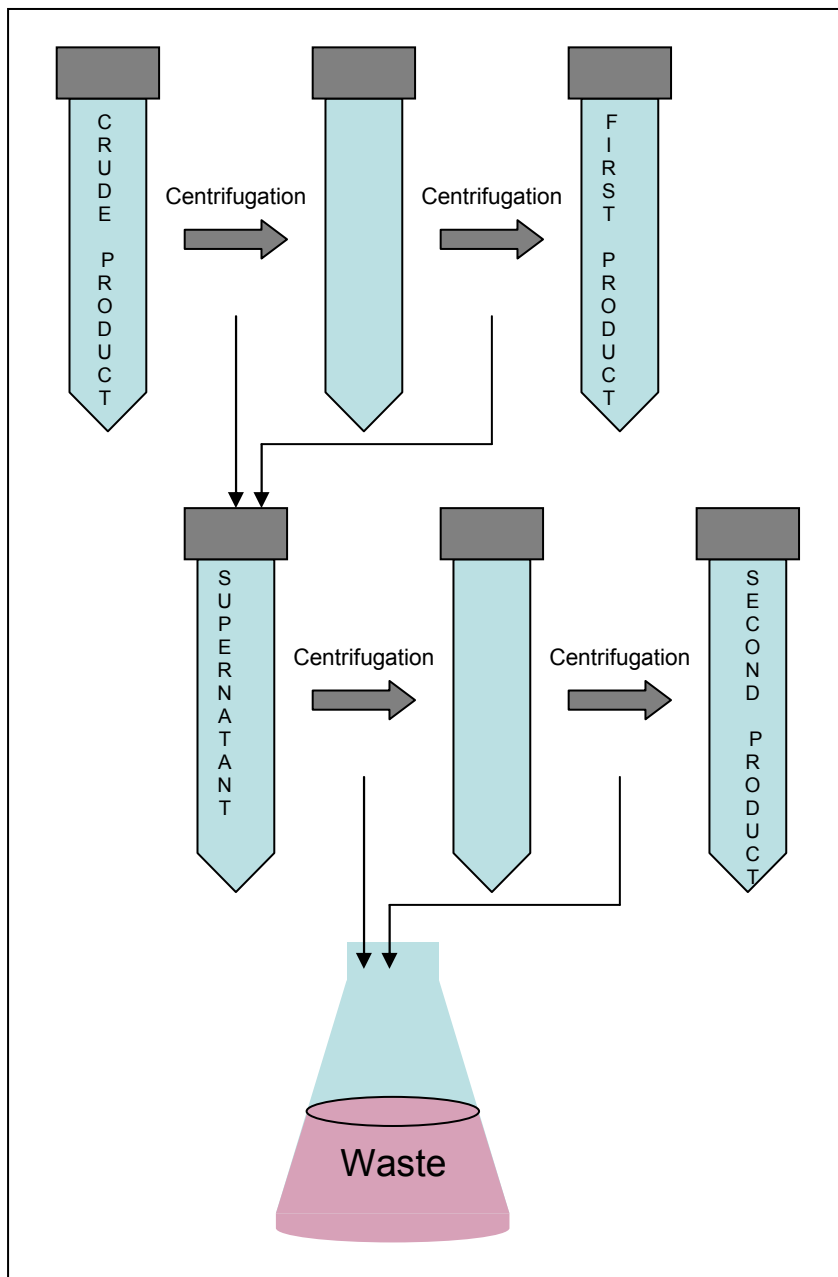 CRUDE PRODUCT
Centrifugation
Centrifugation
FIRST PRODUCT
SUPERNATANT
Centrifugation
Centrifugation
SECOND PRODUCT
Waste